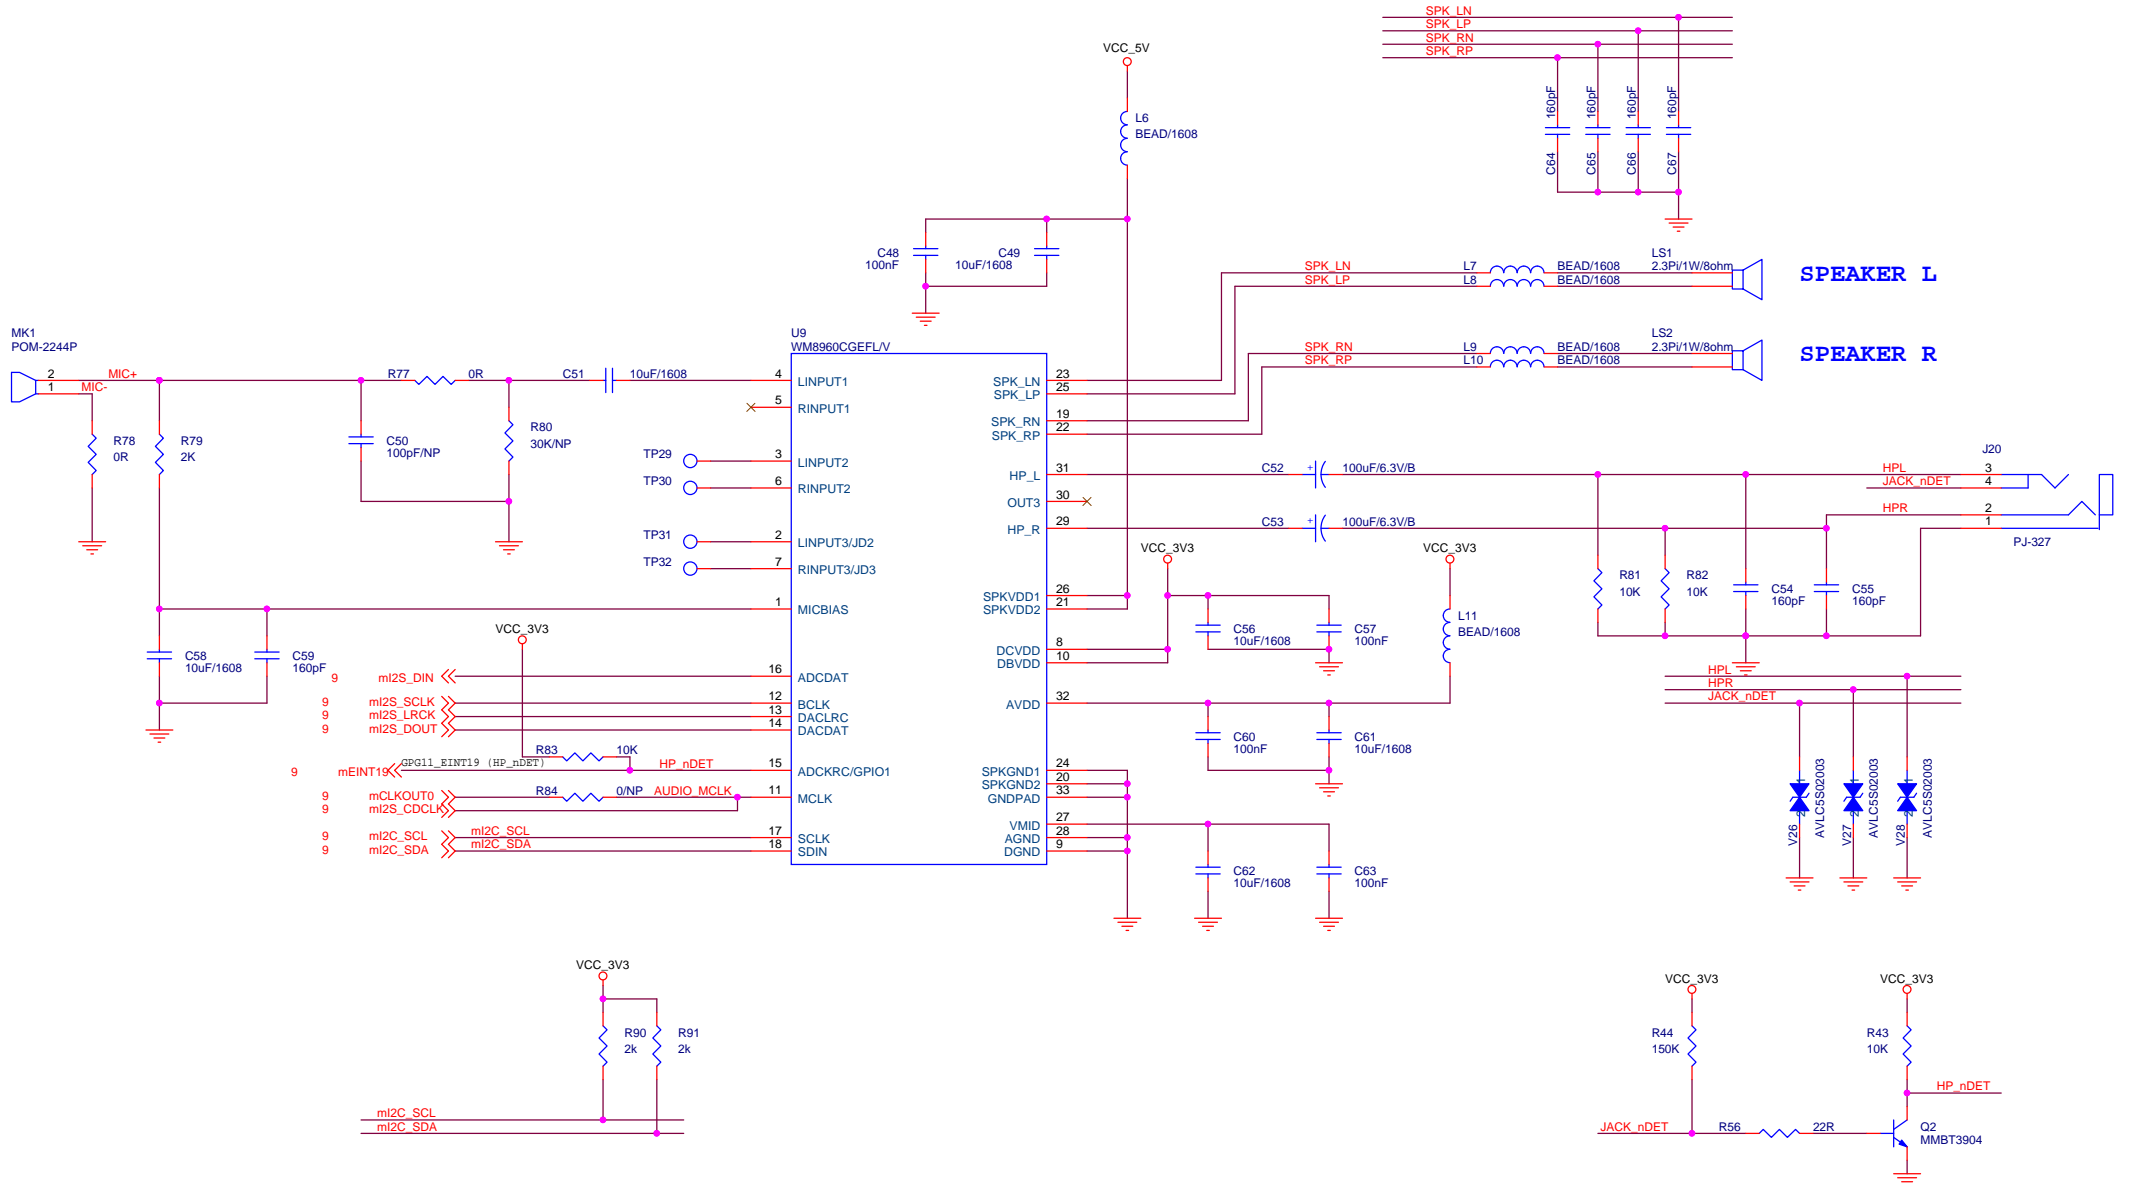 SPK_LN
SPK_LP
SPK_RN
SPK_RP
160pF
160pF
160pF
160pF
C64
C65
C66
C67
VCC_5V
L6
BEAD/1608
C48
100nF
C49
10uF/1608
SPK_LN L7 BEAD/1608
SPK_LP L8 BEAD/1608
LS1
2.3Pi/1W/8ohm
SPEAKER L
SPK_RN L9 BEAD/1608
SPK_RP L10 BEAD/1608
LS2
2.3Pi/1W/8ohm
SPEAKER R
MK1
POM-2244P
2 MIC+
1 MIC-
R78
0R
R79
2K
R77 0R
C50
100pF/NP
R80
30K/NP
C51 10uF/1608
TP29
TP30
TP31
TP32
C58
10uF/1608
C59
160pF
U9
WM8960CGEFL/V
4 LINPUT1
5 RINPUT1
3 LINPUT2
6 RINPUT2
2 LINPUT3/JD2
7 RINPUT3/JD3
1 MICBIAS
16 ADCDAT
12 BCLK
13 DACLRC
14 DACDAT
15 ADCKRC/GPIO1
11 MCLK
17 SCLK
18 SDIN
SPK_LN 23
SPK_LP 25
SPK_RN 19
SPK_RP 22
HP_L 31
OUT3 30
HP_R 29
SPKVDD1 26
SPKVDD2 21
DCVDD 8
DBVDD 10
AVDD 32
SPKGND1 24
SPKGND2 20
GNDPAD 33
VMID 27
AGND 28
DGND 9
VCC_3V3
9 mI2S_DIN
9 mI2S_SCLK
9 mI2S_LRCK
9 mI2S_DOUT
R83 10K
9 mEINT19 GPG11_EINT19 (HP_nDET) HP_nDET
9 mCLKOUT0 R84 0/NP AUDIO_MCLK
9 mI2S_CDCLK
9 mI2C_SCL mI2C_SCL
9 mI2C_SDA mI2C_SDA
C52 + 100uF/6.3V/B
C53 + 100uF/6.3V/B
VCC_3V3
C56
10uF/1608
C57
100nF
VCC_3V3
L11
BEAD/1608
C60
100nF
C61
10uF/1608
C62
10uF/1608
C63
100nF
R81
10K
R82
10K
C54
160pF
C55
160pF
J20
HPL 3
JACK_nDET 4
HPR 2
1
PJ-327
HPL
HPR
JACK_nDET
1
2
V26
AVLC5S02003
1
2
V27
AVLC5S02003
1
2
V28
AVLC5S02003
VCC_3V3
R90
2k
R91
2k
mI2C_SCL
mI2C_SDA
VCC_3V3
R44
150K
VCC_3V3
R43
10K
HP_nDET
JACK_nDET R56 22R
Q2
MMBT3904